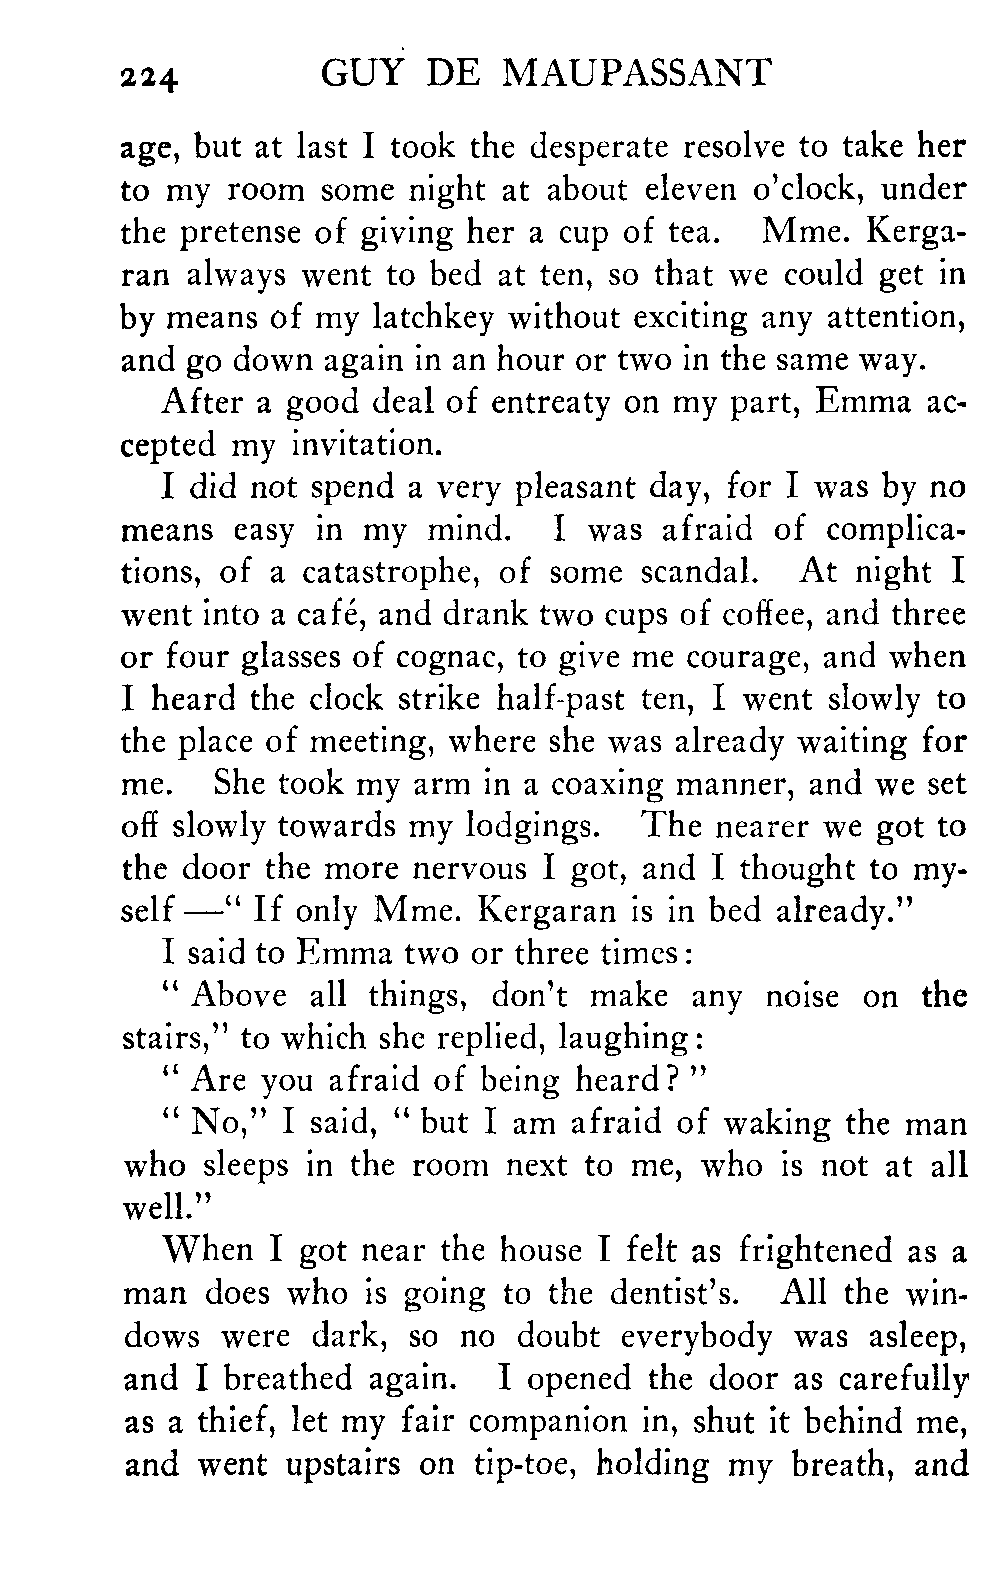 224 GUY DE MAUPASSANT
age, but at last I took the desperate resolve to take her
to my room some night at about eleven o'clock, under
the pretense of giving her a cup of tea. Mme. Kerga-
ran always went to bed at ten, so that we could get in
by means of my latchkey without exciting any attention,
and go down again in an hour or two in the same way.
After a good deal of entreaty on my part, Emma ac-
cepted my invitation.
I did not spend a very pleasant day, for I was by no
means easy in my mind. I was afraid of complica-
tions, of a catastrophe, of some scandal. At night I
went into a café, and drank two cups of coffee, and three
or four glasses of cognac, to give me courage, and when
I heard the clock strike half-past ten, I went slowly to
the place of meeting, where she was already waiting for
me. She took my arm in a coaxing manner, and we set
off slowly towards my lodgings. The nearer we got to
the door the more nervous I got, and I thought to my-
self —" If only Mme. Kergaran is in bed already."
I said to Emma two or three times:
" Above all things, don't make any noise on the
stairs," to which she replied, laughing:
" Are you afraid of being heard? "
" No," I said, " but I am afraid of waking the man
who sleeps in the room next to me, who is not at all
well."
When I got near the house I felt as frightened as a
man does who is going to the dentist's. All the win-
dows were dark, so no doubt everybody was asleep,
and I breathed again. I opened the door as carefully
as a thief, let my fair companion in, shut it behind me,
and went upstairs on tip-toe, holding my breath, and